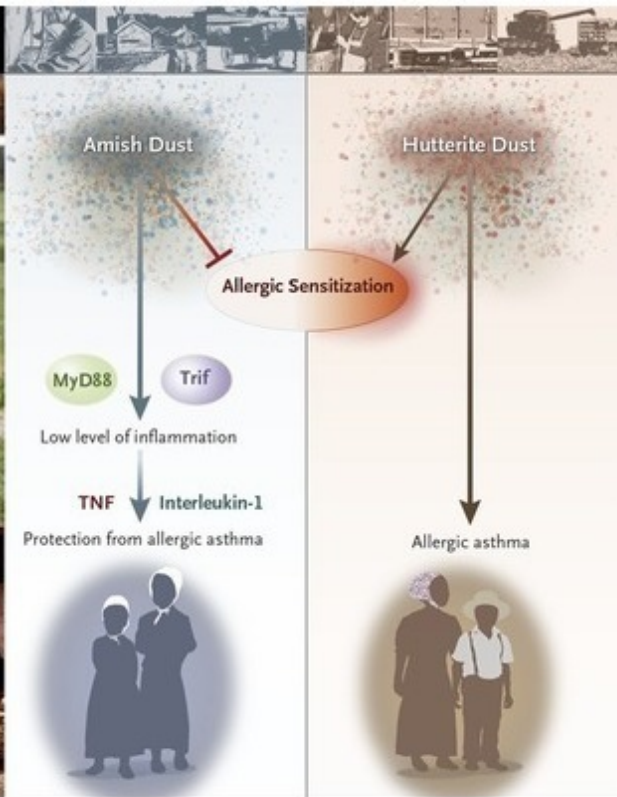 Amish Dust
Hutterite Dust
Allergic Sensitization
MyD88
Trif
Low level of inflammation
TNF
Interleukin-1
Protection from allergic asthma
Allergic asthma